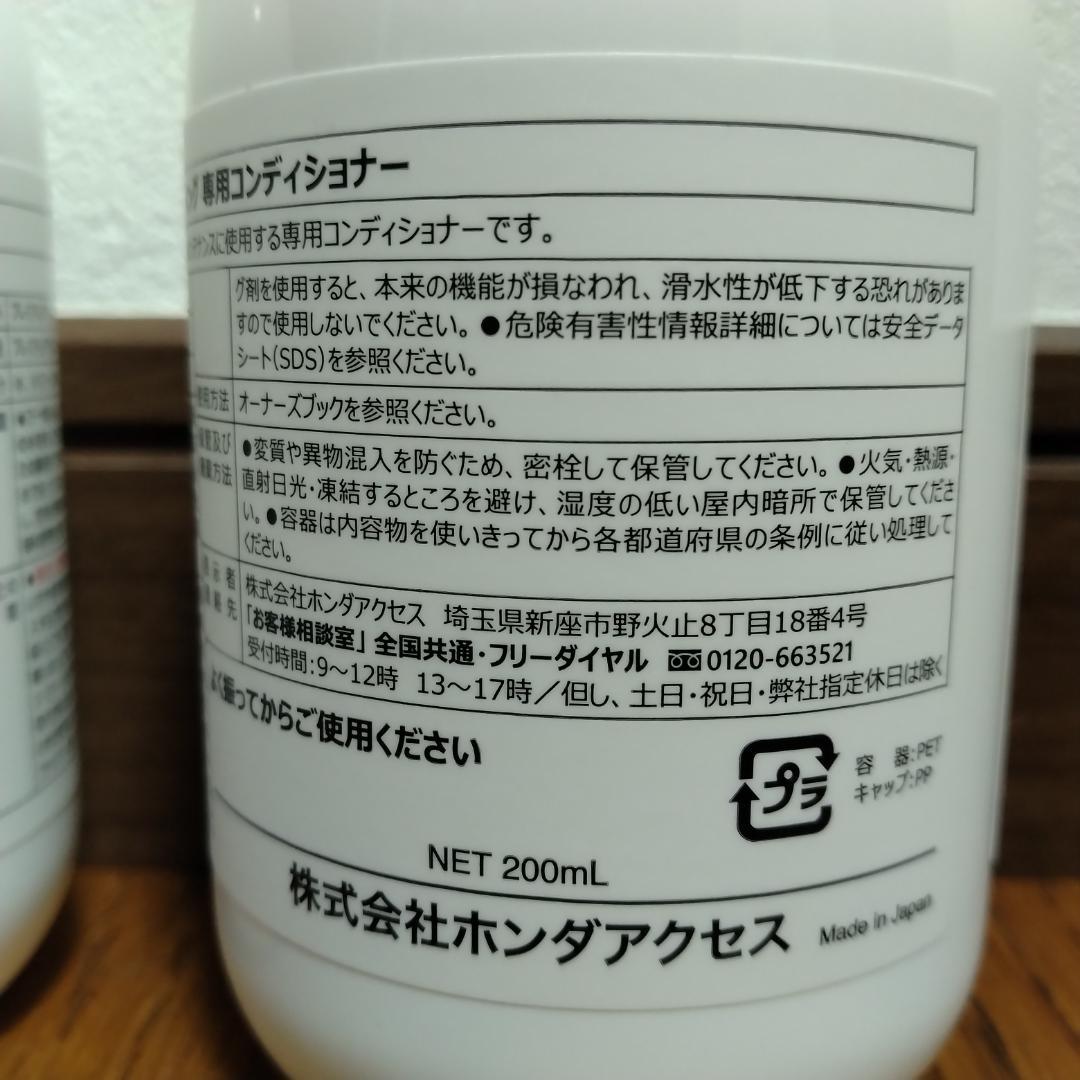 専用コンディショナー
ナンスに使用する専用コンディショナーです。
グ剤を使用すると、本来の機能が損なわれ、滑水性が低下する恐れがありま
すので使用しないでください。●危険有害性情報詳細については安全データ
シート(SDS)を参照ください。
使用方法 オーナーズブックを参照ください。
●変質や異物混入を防ぐため、密栓して保管してください。●火気・熱源・
直射日光・凍結するところを避け、湿度の低い屋内暗所で保管してくださ
い。●容器は内容物を使いきってから各都道府県の条例に従い処理して
ください。
保管及び
廃棄方法
表示者
連絡先
株式会社ホンダアクセス 埼玉県新座市野火止8丁目18番4号
「お客様相談室」全国共通・フリーダイヤル 0120-663521
受付時間:9〜12時 13〜17時/但し、土日・祝日・弊社指定休日は除く
よく振ってからご使用ください
プラ
容器:PET
キャップ:PP
NET 200mL
株式会社ホンダアクセス
Made in Japan